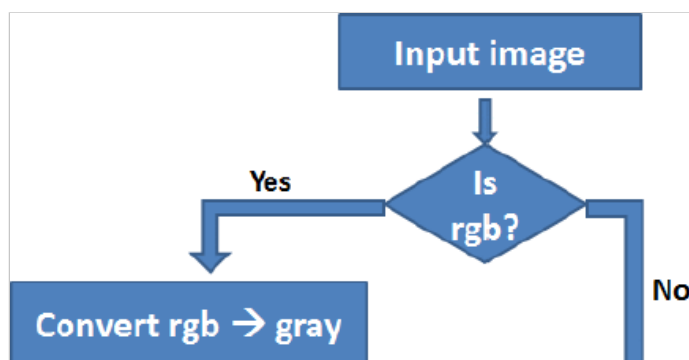 Input image
Is
rgb?
Yes
No
Convert rgb → gray